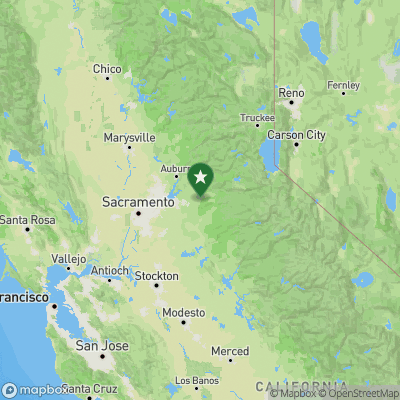 Chico
Fernley
Reno
Truckee
Carson City
Marysville
Auburn
Sacramento
Santa Rosa
Vallejo
Antioch
Stockton
Francisco
Modesto
San Jose
Merced
Los Banos
Santa Cruz
CALIFORNIA
mapbox
© Mapbox © OpenStreetMap